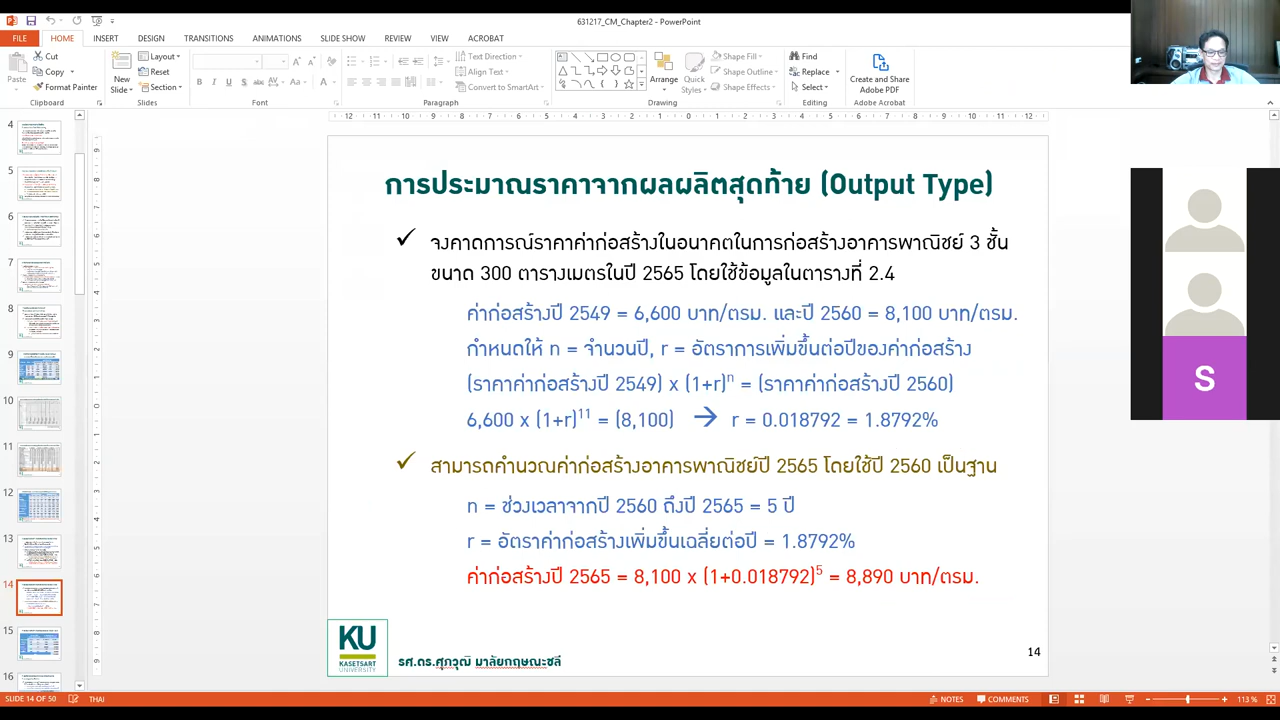 631217_CM_Chapter2 - PowerPoint
FILE HOME INSERT DESIGN TRANSITIONS ANIMATIONS SLIDE SHOW REVIEW VIEW ACROBAT
Paste
Cut
Copy
Format Painter
Clipboard
New Slide
Layout
Reset
Section
Slides
Font
Text Direction
Align Text
Convert to SmartArt
Paragraph
Arrange
Quick Styles
Shape Fill
Shape Outline
Shape Effects
Drawing
Find
Replace
Select
Editing
Create and Share Adobe PDF
Adobe Acrobat
การประมาณราคาจากผลผลิตสุดท้าย (Output Type)
✓ จงคาดการณ์ราคาค่าก่อสร้างในอนาคตในการก่อสร้างอาคารพาณิชย์ 3 ชั้น
ขนาด 300 ตารางเมตรในปี 2565 โดยใช้ข้อมูลในตารางที่ 2.4
ค่าก่อสร้างปี 2549 = 6,600 บาท/ตรม. และปี 2560 = 8,100 บาท/ตรม.
กำหนดให้ n = จำนวนปี, r = อัตราการเพิ่มขึ้นต่อปีของค่าก่อสร้าง
(ราคาค่าก่อสร้างปี 2549) x (1+r)ⁿ = (ราคาค่าก่อสร้างปี 2560)
6,600 x (1+r)¹¹ = (8,100) → r = 0.018792 = 1.8792%
✓ สามารถคำนวณค่าก่อสร้างอาคารพาณิชย์ปี 2565 โดยใช้ปี 2560 เป็นฐาน
n = ช่วงเวลาจากปี 2560 ถึงปี 2565 = 5 ปี
r = อัตราค่าก่อสร้างเพิ่มขึ้นเฉลี่ยต่อปี = 1.8792%
ค่าก่อสร้างปี 2565 = 8,100 x (1+0.018792)⁵ = 8,890 บาท/ตรม.
KU
KASETSART
UNIVERSITY
รศ.ดร.ศุภวุฒิ มาลัยกฤษณะชลี
14
4
5
6
7
8
9
10
11
12
13
14
15
16
S
SLIDE 14 OF 50 THAI NOTES COMMENTS 113 %